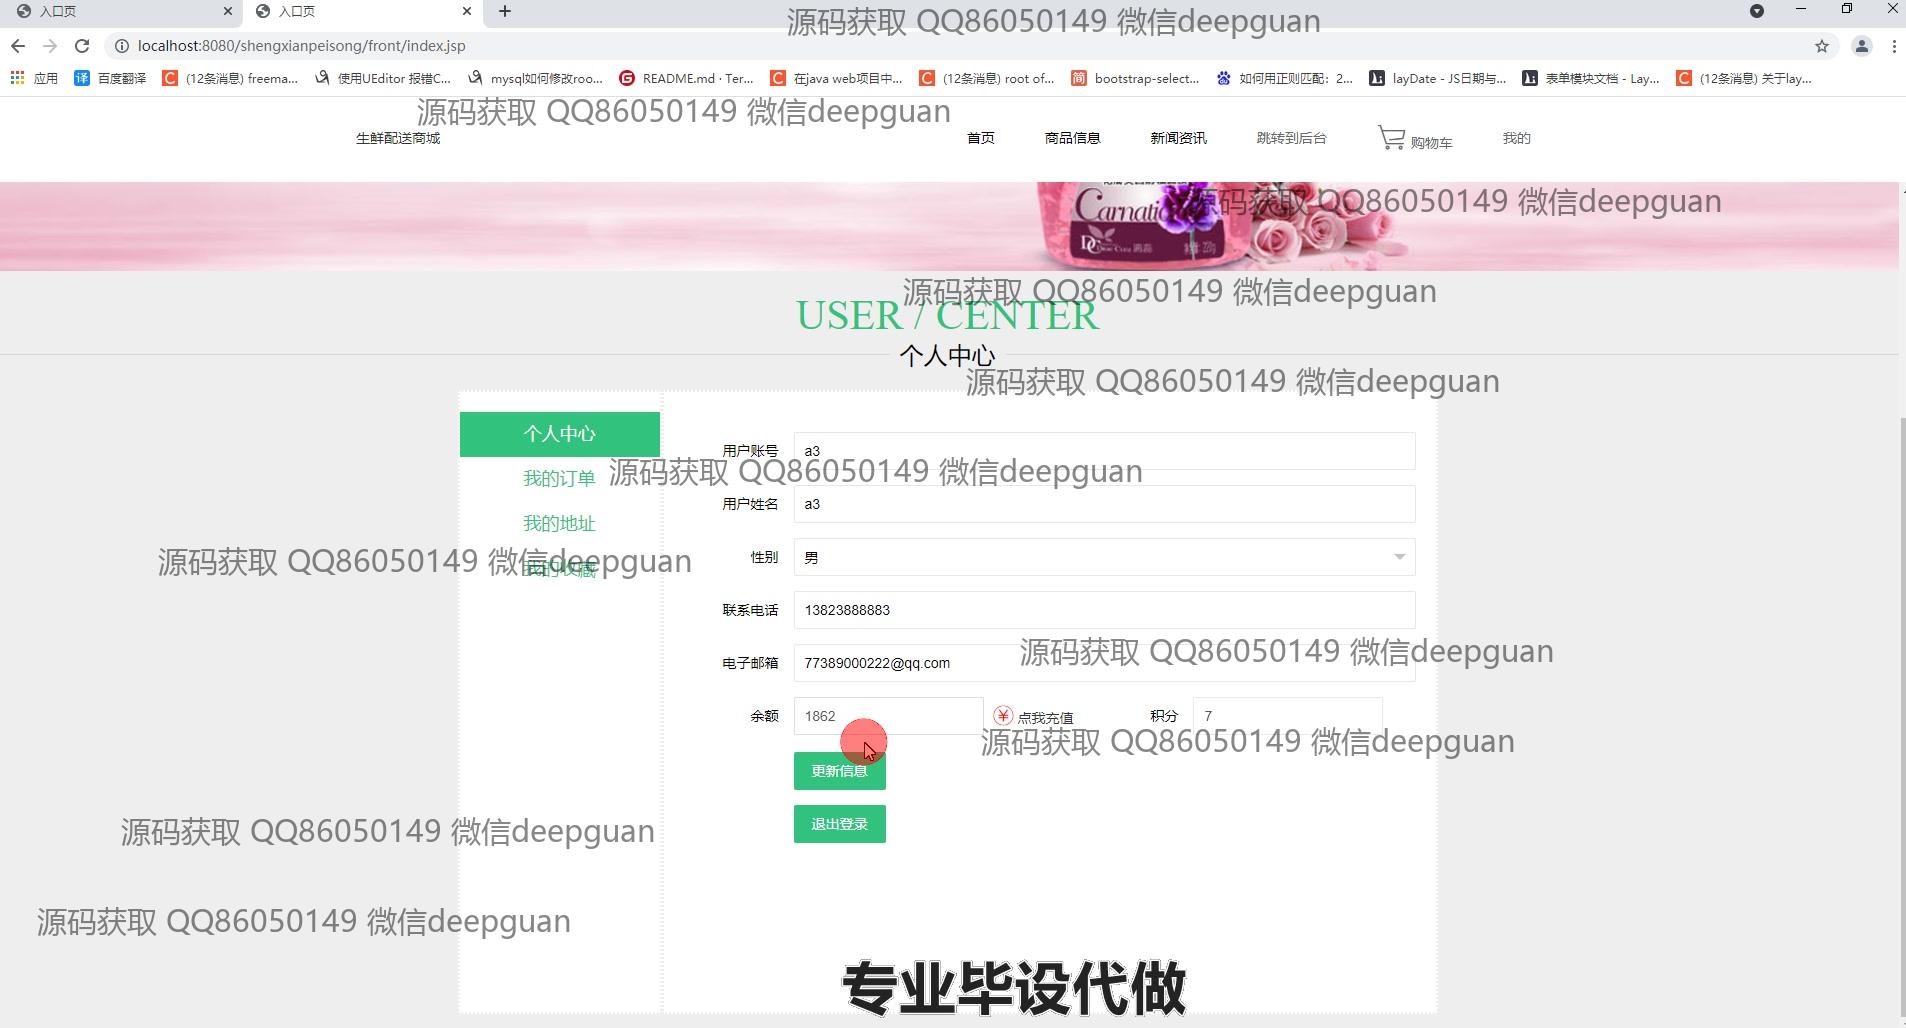 入口页
入口页
源码获取 QQ86050149 微信deepguan
localhost:8080/shengxianpeisong/front/index.jsp
应用
百度翻译
(12条消息) freema...
使用UEditor 报错C...
mysql如何修改roo...
README.md · Ter...
在java web项目中...
(12条消息) root of...
bootstrap-select...
如何用正则匹配：2...
layDate - JS日期与...
表单模块文档 - Lay...
(12条消息) 关于lay...
源码获取 QQ86050149 微信deepguan
生鲜配送商城
首页
商品信息
新闻资讯
跳转到后台
购物车
我的
Carnati
源码获取 QQ86050149 微信deepguan
源码获取 QQ86050149 微信deepguan
USER / CENTER
个人中心
源码获取 QQ86050149 微信deepguan
个人中心
我的订单
我的地址
我的收藏
用户账号 a3
源码获取 QQ86050149 微信deepguan
用户姓名 a3
性别 男
源码获取 QQ86050149 微信deepguan
联系电话 13823888883
源码获取 QQ86050149 微信deepguan
电子邮箱 77389000222@qq.com
余额 1862 点我充值 积分 7
源码获取 QQ86050149 微信deepguan
更新信息
退出登录
源码获取 QQ86050149 微信deepguan
源码获取 QQ86050149 微信deepguan
专业毕设代做